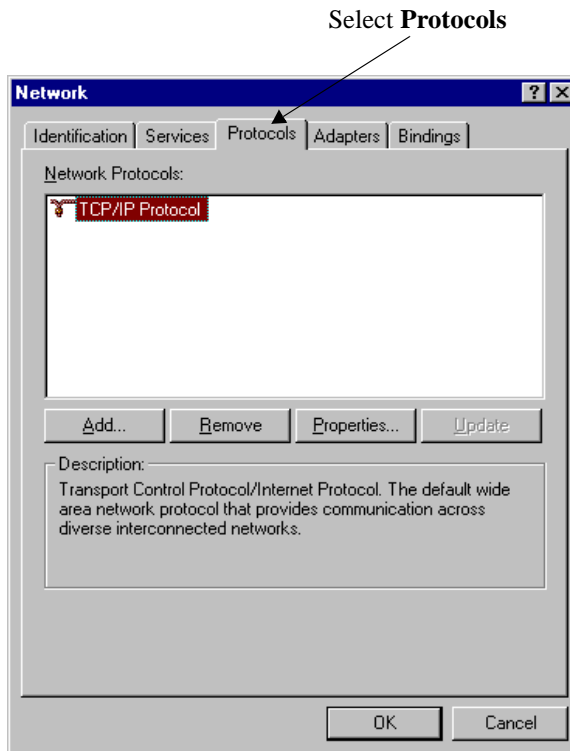 Select Protocols
Network
Identification Services Protocols Adapters Bindings
Network Protocols:
TCP/IP Protocol
Add... Remove Properties... Update
Description:
Transport Control Protocol/Internet Protocol. The default wide
area network protocol that provides communication across
diverse interconnected networks.
OK Cancel